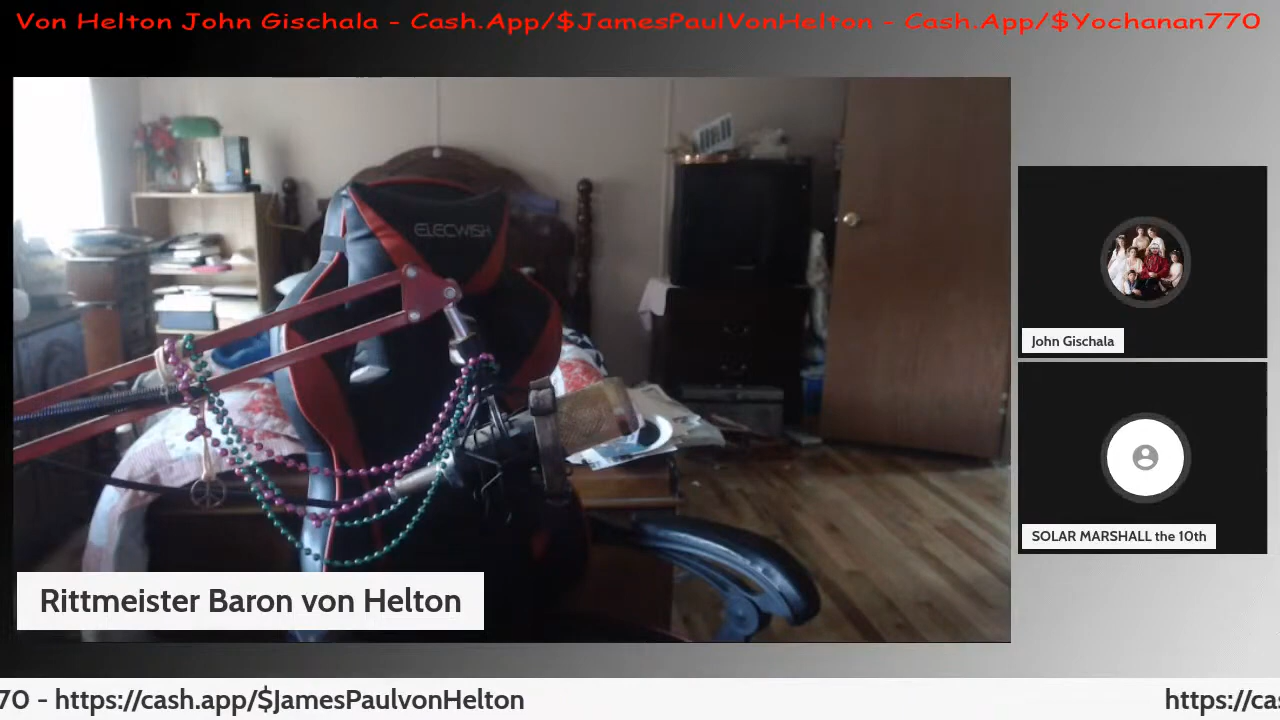 Von Helton John Gischala - Cash.App/$JamesPaulVonHelton - Cash.App/$Yochanan770
ELECWISH
John Gischala
SOLAR MARSHALL the 10th
Rittmeister Baron von Helton
70 - https://cash.app/$JamesPaulvonHelton
https://cas